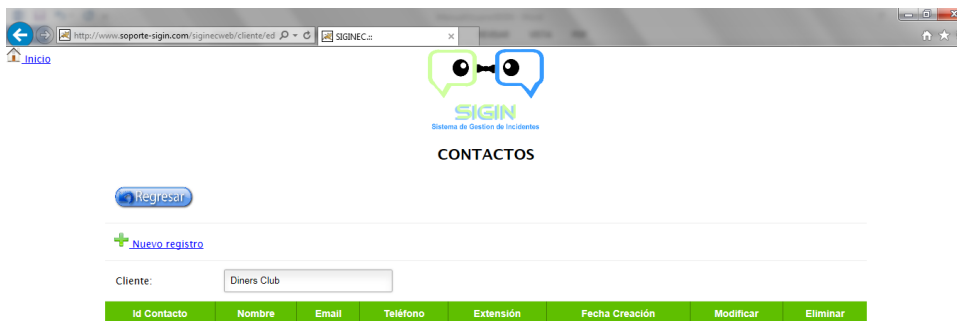 http://www.soporte-sigin.com/siginecweb/cliente/ed
SIGINEC.::
Inicio
SIGIN
Sistema de Gestion de Incidentes
CONTACTOS
Regresar
Nuevo registro
Cliente: Diners Club
Id Contacto Nombre Email Teléfono Extensión Fecha Creación Modificar Eliminar